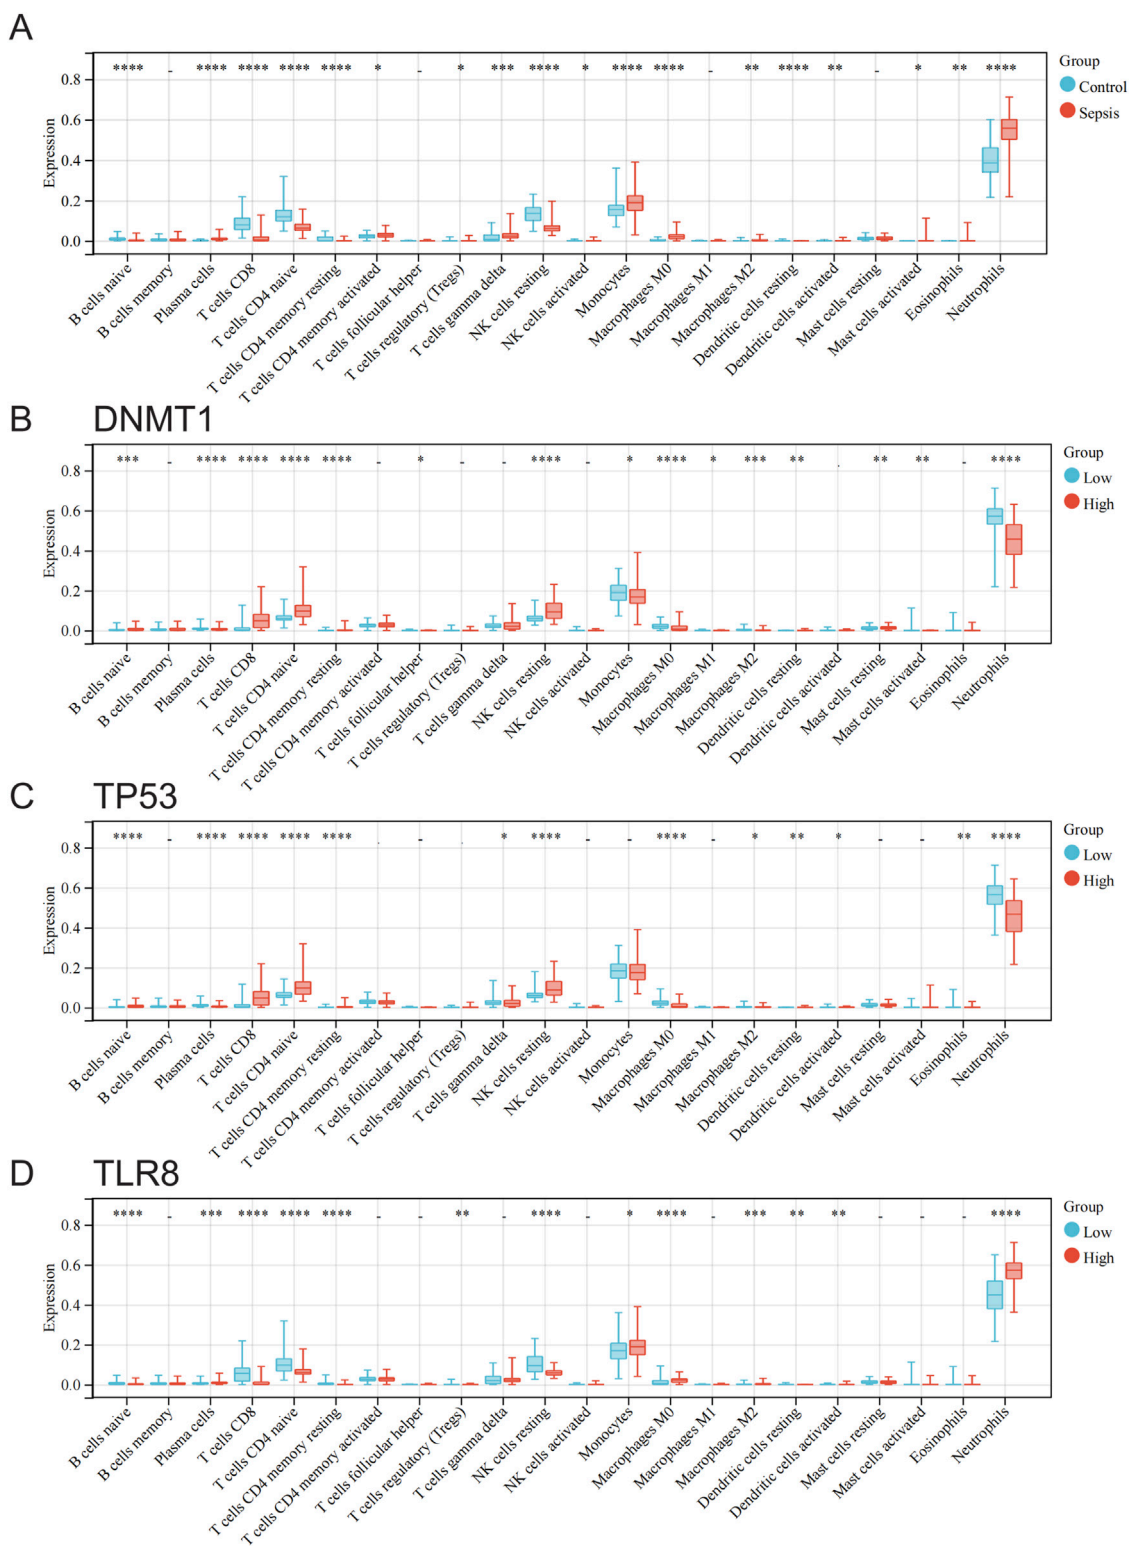 A
**** - **** **** **** **** * - * *** **** * **** **** - ** **** ** - * ** ****
Group
Control
Sepsis
Expression
0.8
0.6
0.4
0.2
0.0
B cells naive
B cells memory
Plasma cells
T cells CD8
T cells CD4 naive
T cells CD4 memory resting
T cells CD4 memory activated
T cells follicular helper
T cells regulatory (Tregs)
T cells gamma delta
NK cells resting
NK cells activated
Monocytes
Macrophages M0
Macrophages M1
Macrophages M2
Dendritic cells resting
Dendritic cells activated
Mast cells resting
Mast cells activated
Eosinophils
Neutrophils
B DNMT1
*** - **** **** **** **** - * - - **** - * **** * *** ** . ** ** - ****
Group
Low
High
Expression
0.8
0.6
0.4
0.2
0.0
B cells naive
B cells memory
Plasma cells
T cells CD8
T cells CD4 naive
T cells CD4 memory resting
T cells CD4 memory activated
T cells follicular helper
T cells regulatory (Tregs)
T cells gamma delta
NK cells resting
NK cells activated
Monocytes
Macrophages M0
Macrophages M1
Macrophages M2
Dendritic cells resting
Dendritic cells activated
Mast cells resting
Mast cells activated
Eosinophils
Neutrophils
C TP53
**** - **** **** **** **** . - . * **** - - **** - * ** * - - ** ****
Group
Low
High
Expression
0.8
0.6
0.4
0.2
0.0
B cells naive
B cells memory
Plasma cells
T cells CD8
T cells CD4 naive
T cells CD4 memory resting
T cells CD4 memory activated
T cells follicular helper
T cells regulatory (Tregs)
T cells gamma delta
NK cells resting
NK cells activated
Monocytes
Macrophages M0
Macrophages M1
Macrophages M2
Dendritic cells resting
Dendritic cells activated
Mast cells resting
Mast cells activated
Eosinophils
Neutrophils
D TLR8
**** - *** **** **** **** - - ** - **** - * **** - *** ** ** - - - ****
Group
Low
High
Expression
0.8
0.6
0.4
0.2
0.0
B cells naive
B cells memory
Plasma cells
T cells CD8
T cells CD4 naive
T cells CD4 memory resting
T cells CD4 memory activated
T cells follicular helper
T cells regulatory (Tregs)
T cells gamma delta
NK cells resting
NK cells activated
Monocytes
Macrophages M0
Macrophages M1
Macrophages M2
Dendritic cells resting
Dendritic cells activated
Mast cells resting
Mast cells activated
Eosinophils
Neutrophils